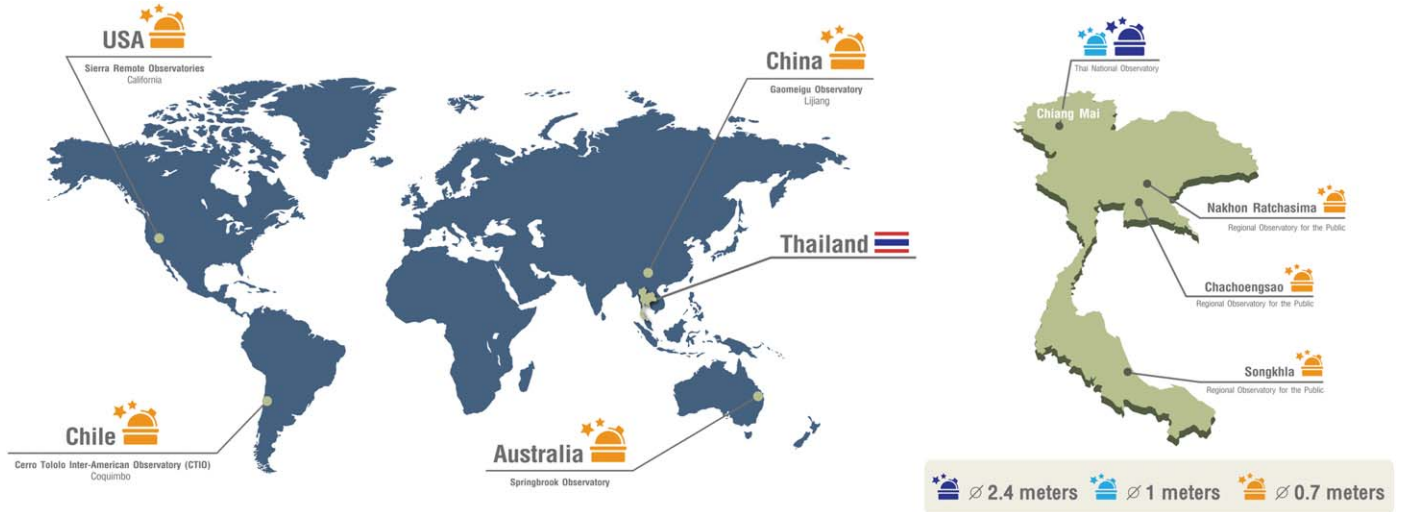 USA
Sierra Remote Observatories
California
China
Gaomeigu Observatory
Lijiang
Thailand
Chile
Cerro Tololo Inter-American Observatory (CTIO)
Coquimbo
Australia
Springbrook Observatory
Thai National Observatory
Chiang Mai
Nakhon Ratchasima
Regional Observatory for the Public
Chachoengsao
Regional Observatory for the Public
Songkhla
Regional Observatory for the Public
∅ 2.4 meters ∅ 1 meters ∅ 0.7 meters